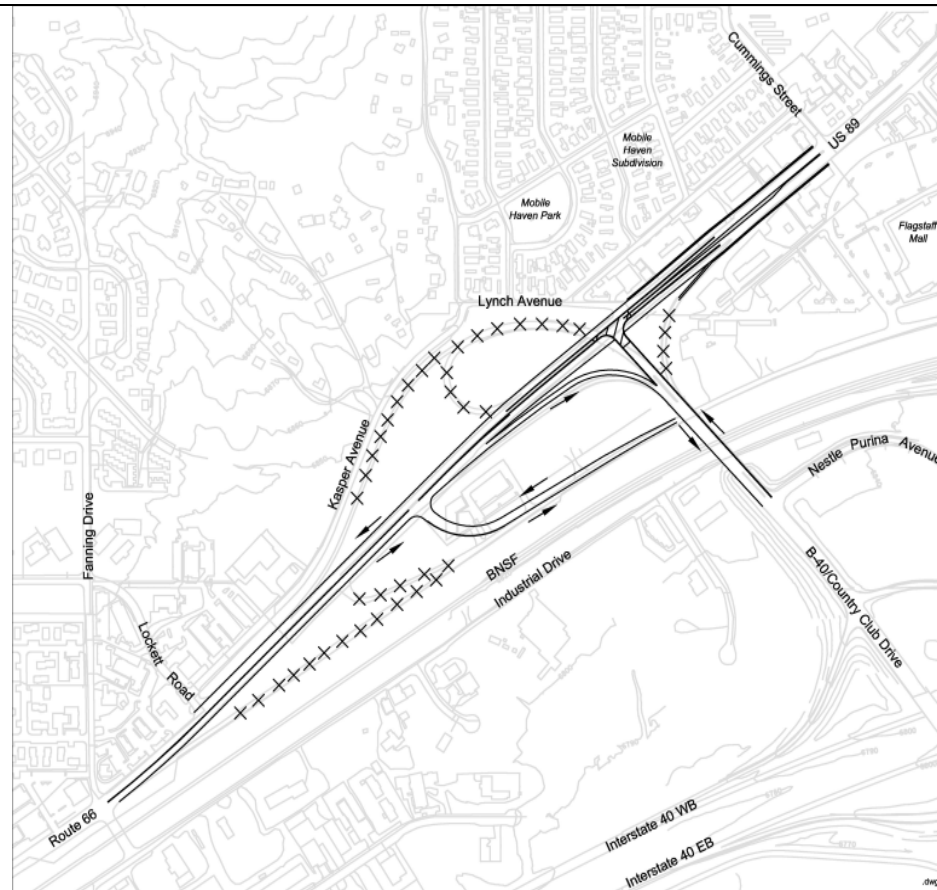 Cummings Street
US 89
Mobile
Haven
Subdivision
Mobile
Haven Park
Flagstaff
Mall
Lynch Avenue
Kasper Avenue
Nestle Purina Avenue
Fanning Drive
BNSF
Industrial Drive
B-40/Country Club Drive
Lockett Road
Route 66
Interstate 40 WB
Interstate 40 EB
.dwg